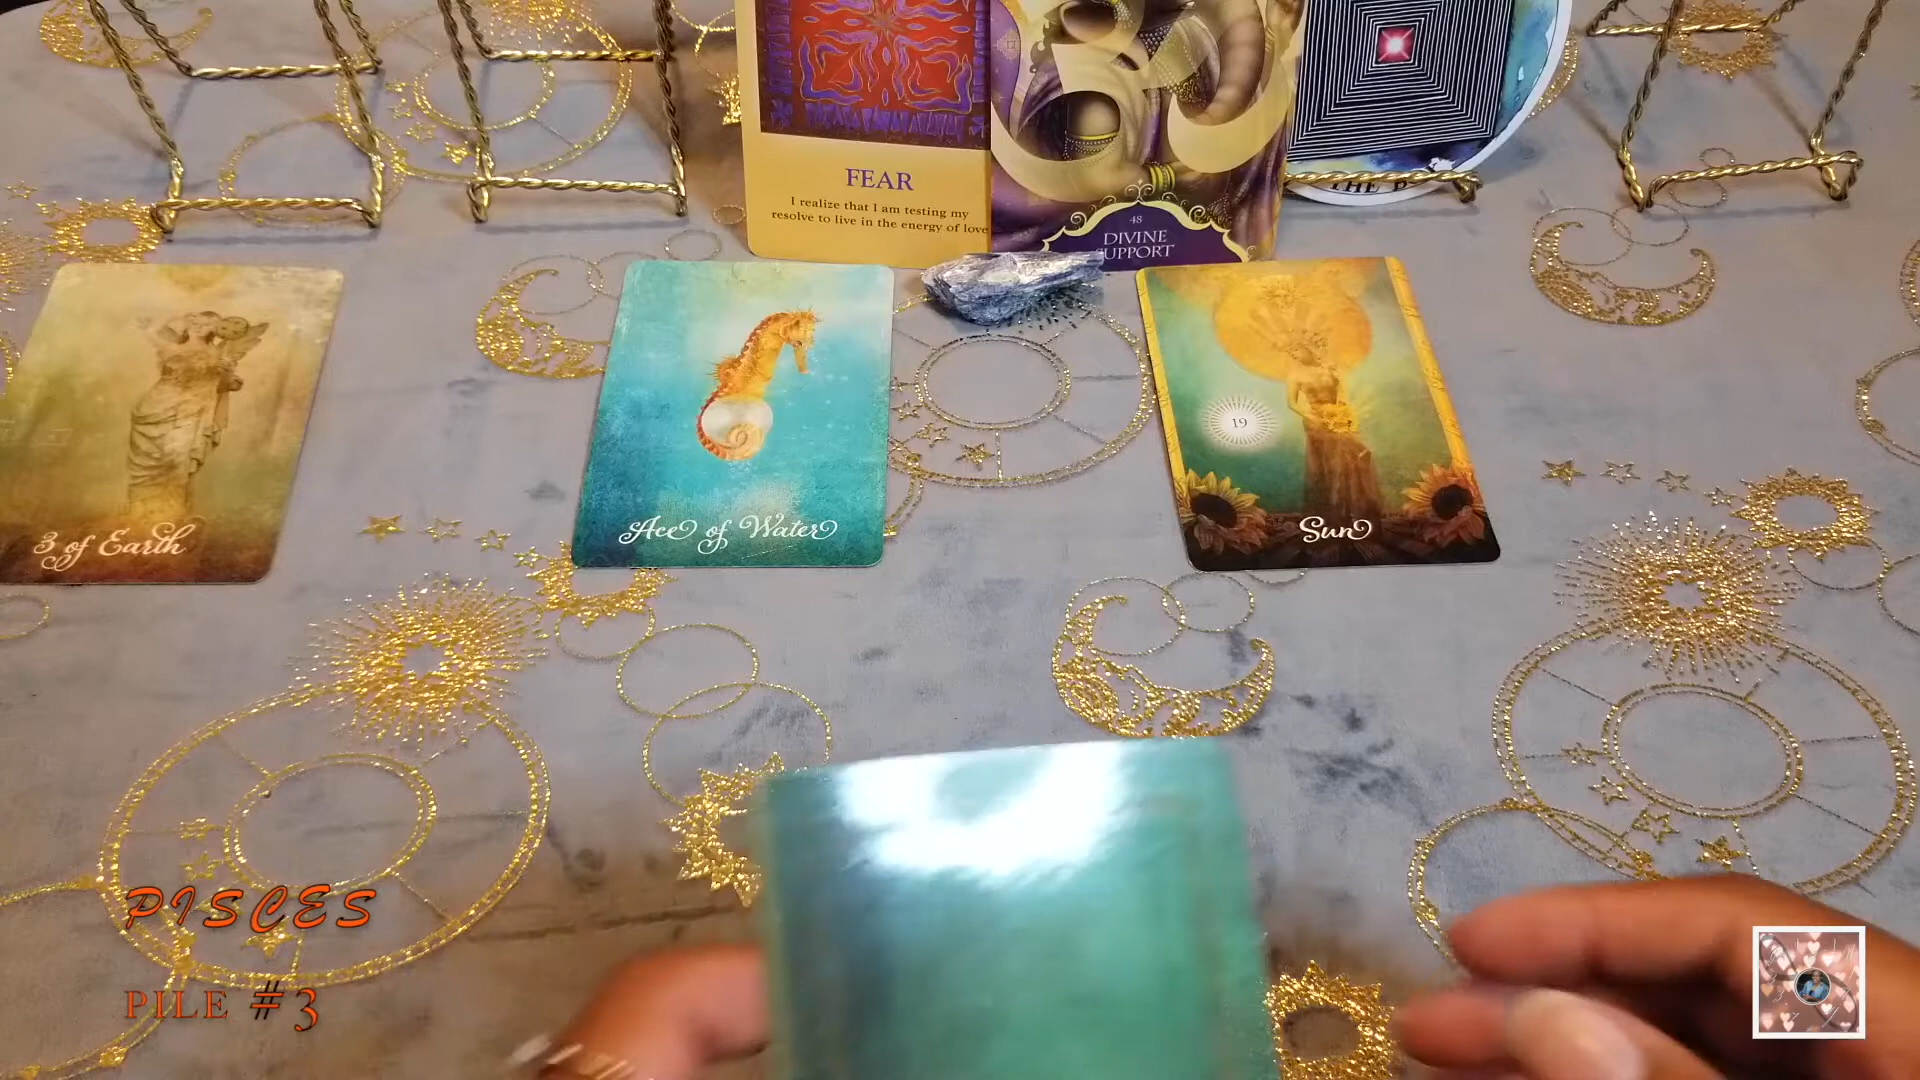 FEAR
I realize that I am testing my
resolve to live in the energy of love
48
DIVINE
SUPPORT
THE
3 of Earth
Ace of Water
19
Sun
PISCES
PILE #3